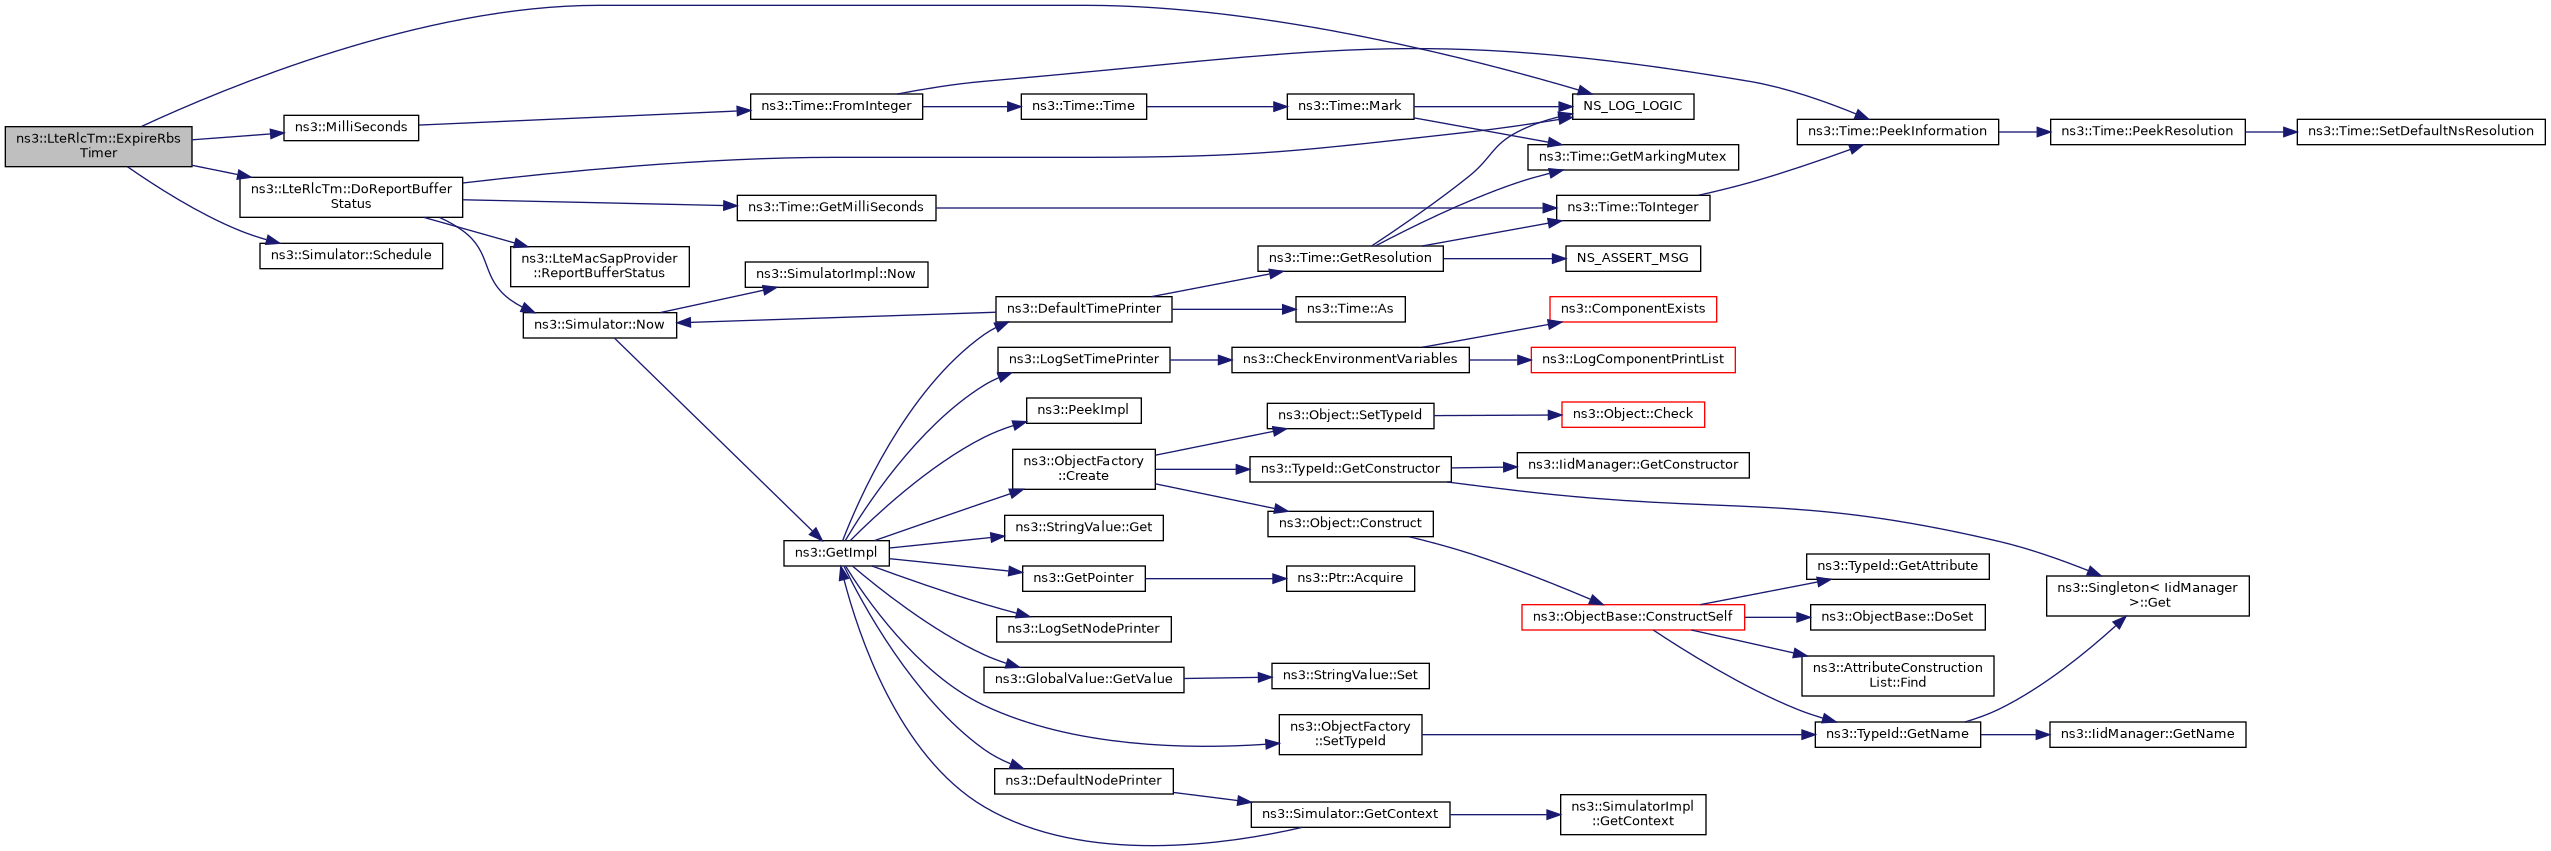 ns3::LteRlcTm::ExpireRbs
Timer
ns3::MilliSeconds
ns3::LteRlcTm::DoReportBuffer
Status
ns3::Simulator::Schedule
ns3::LteMacSapProvider
::ReportBufferStatus
ns3::Simulator::Now
ns3::Time::FromInteger
ns3::Time::GetMilliSeconds
ns3::SimulatorImpl::Now
ns3::GetImpl
ns3::Time::Time
ns3::DefaultTimePrinter
ns3::LogSetTimePrinter
ns3::PeekImpl
ns3::ObjectFactory
::Create
ns3::StringValue::Get
ns3::GetPointer
ns3::LogSetNodePrinter
ns3::GlobalValue::GetValue
ns3::DefaultNodePrinter
ns3::Time::Mark
ns3::Time::GetResolution
ns3::Time::As
ns3::CheckEnvironmentVariables
ns3::Object::SetTypeId
ns3::TypeId::GetConstructor
ns3::Object::Construct
ns3::Ptr::Acquire
ns3::StringValue::Set
ns3::ObjectFactory
::SetTypeId
ns3::Simulator::GetContext
NS_LOG_LOGIC
ns3::Time::GetMarkingMutex
ns3::Time::ToInteger
NS_ASSERT_MSG
ns3::ComponentExists
ns3::LogComponentPrintList
ns3::Object::Check
ns3::IidManager::GetConstructor
ns3::ObjectBase::ConstructSelf
ns3::SimulatorImpl
::GetContext
ns3::Time::PeekInformation
ns3::TypeId::GetAttribute
ns3::ObjectBase::DoSet
ns3::AttributeConstruction
List::Find
ns3::TypeId::GetName
ns3::Time::PeekResolution
ns3::Singleton< IidManager
>::Get
ns3::IidManager::GetName
ns3::Time::SetDefaultNsResolution